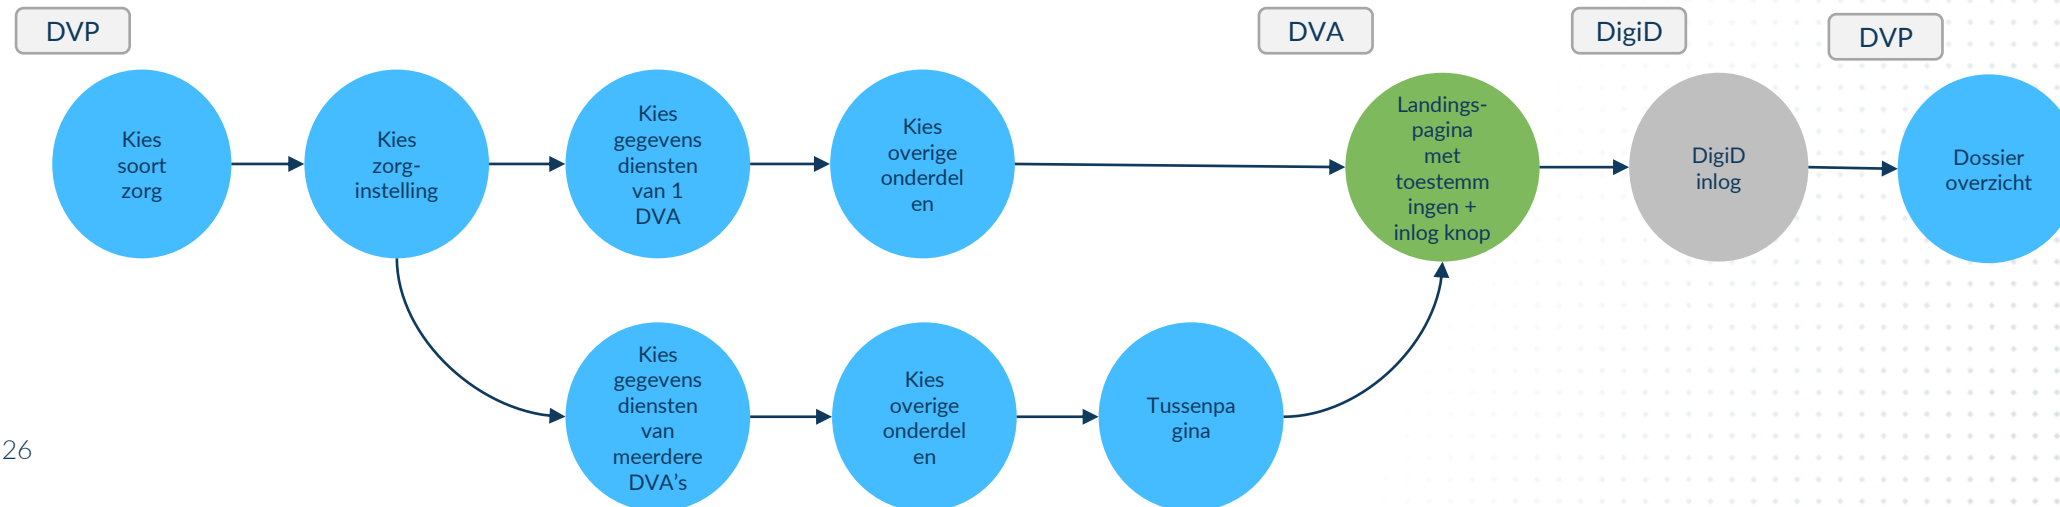 DVP
DVA
DigiD
DVP
Kies
soort
zorg
Kies
zorg-
instelling
Kies
gegevens
diensten
van 1
DVA
Kies
overige
onderdel
en
Landings-
pagina
met
toestemm
ingen +
inlog knop
DigiD
inlog
Dossier
overzicht
Kies
gegevens
diensten
van
meerdere
DVA's
Kies
overige
onderdel
en
Tussenpa
gina
26